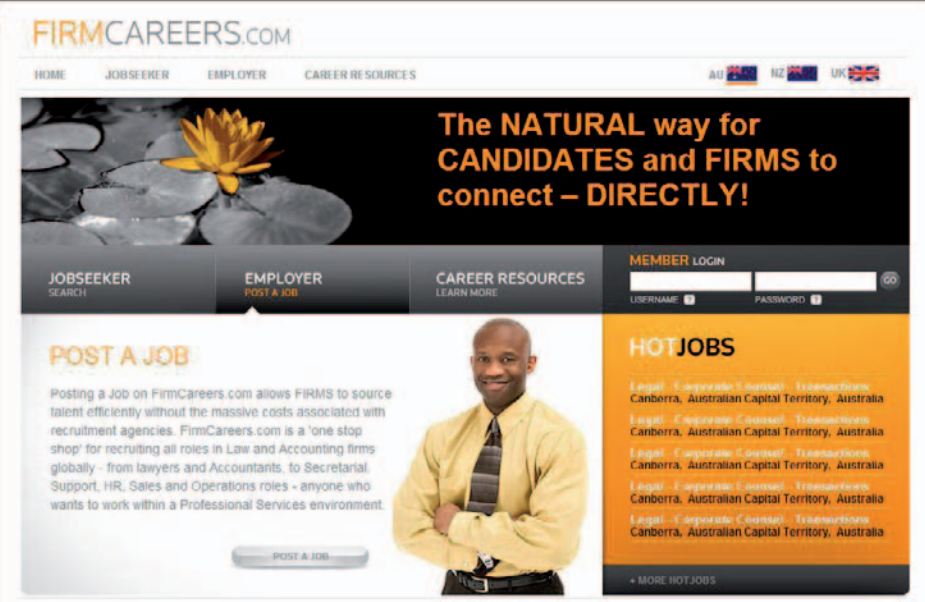 FIRMCAREERS.COM
HOME JOBSEEKER EMPLOYER CAREER RESOURCES AU NZ UK
The NATURAL way for
CANDIDATES and FIRMS to
connect – DIRECTLY!
JOBSEEKER
SEARCH
EMPLOYER
POST A JOB
CAREER RESOURCES
LEARN MORE
MEMBER LOGIN
GO
USERNAME ? PASSWORD ?
POST A JOB
Posting a Job on FirmCareers.com allows FIRMS to source
talent efficiently without the massive costs associated with
recruitment agencies. FirmCareers.com is a 'one stop
shop' for recruiting all roles in Law and Accounting firms
globally - from lawyers and Accountants, to Secretarial,
Support, HR, Sales and Operations roles - anyone who
wants to work within a Professional Services environment.
POST A JOB
HOTJOBS
Legal - Corporate Counsel - Transactions
Canberra, Australian Capital Territory, Australia
Legal - Corporate Counsel - Transactions
Canberra, Australian Capital Territory, Australia
Legal - Corporate Counsel - Transactions
Canberra, Australian Capital Territory, Australia
Legal - Corporate Counsel - Transactions
Canberra, Australian Capital Territory, Australia
Legal - Corporate Counsel - Transactions
Canberra, Australian Capital Territory, Australia
+ MORE HOTJOBS